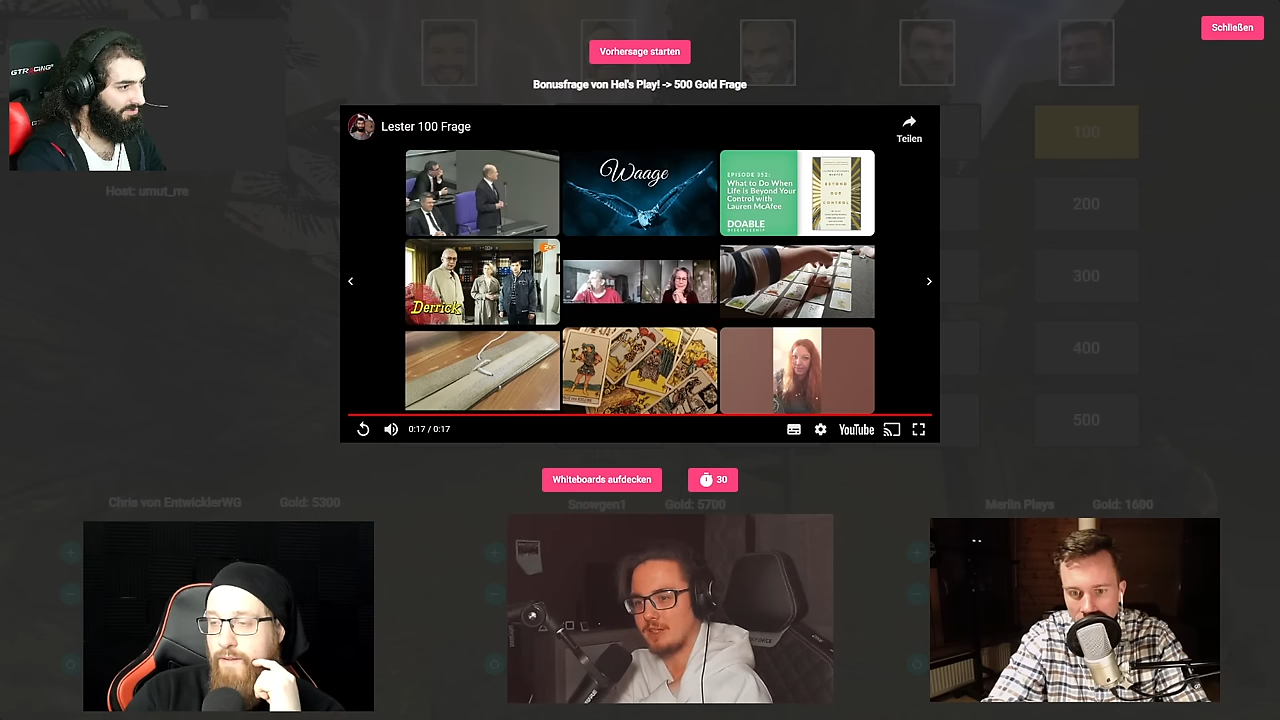 Schließen
GTRACING
Vorhersage starten
Bonusfrage von Hei's Play! -> 500 Gold Frage
Lester 100 Frage
Teilen
Waage
EPISODE 352:
What to Do When
Life is Beyond Your
Control with
Lauren McAfee
DOABLE
DISCIPLESHIP
BEYOND
OUR
CONTROL
Derrick
0:17 / 0:17
YouTube
100
200
300
400
500
Host: umut_rre
Whiteboards aufdecken
30
Chris von EntwicklerWG Gold: 5300
Snowgen1 Gold: 5700
Merlin Plays Gold: 1600